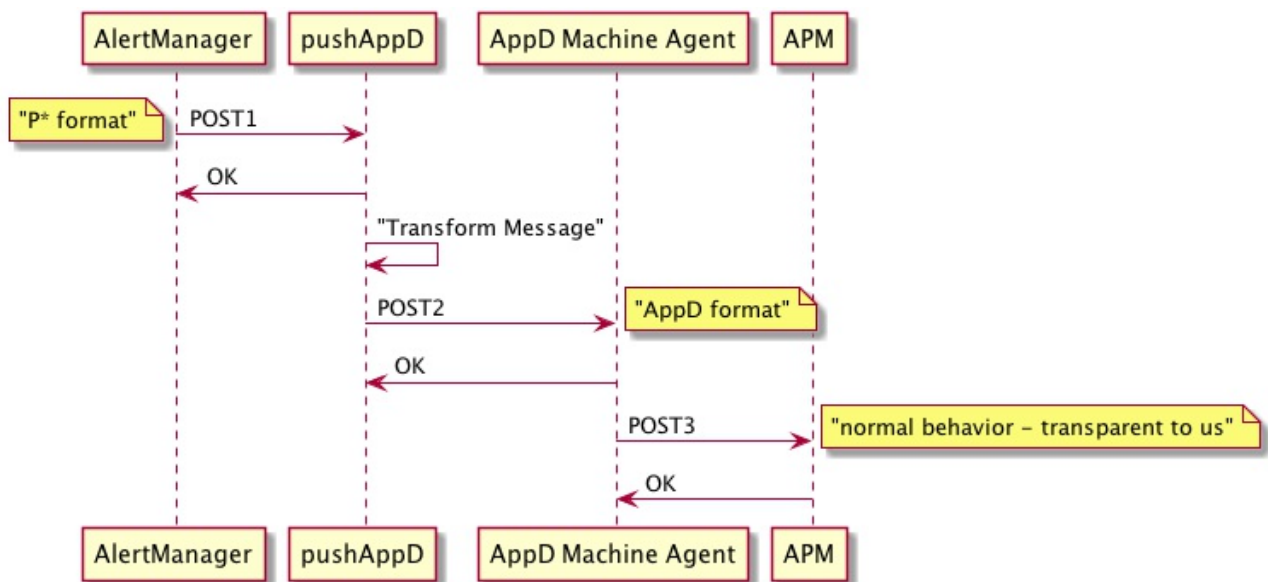 AlertManager
pushAppD
AppD Machine Agent
APM
"P* format"
POST1
OK
"Transform Message"
POST2
"AppD format"
OK
POST3
"normal behavior – transparent to us"
OK
AlertManager
pushAppD
AppD Machine Agent
APM